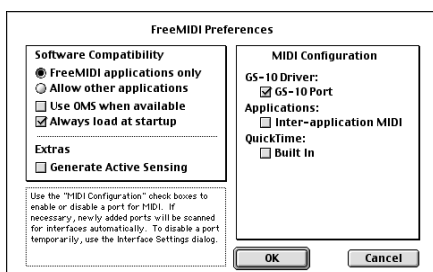 FreeMIDI Preferences
Software Compatibility
FreeMIDI applications only
Allow other applications
Use OMS when available
Always load at startup
Extras
Generate Active Sensing
Use the "MIDI Configuration" check boxes to
enable or disable a port for MIDI. If
necessary, newly added ports will be scanned
for interfaces automatically. To disable a port
temporarily, use the Interface Settings dialog.
MIDI Configuration
GS-10 Driver:
GS-10 Port
Applications:
Inter-application MIDI
QuickTime:
Built In
OK
Cancel